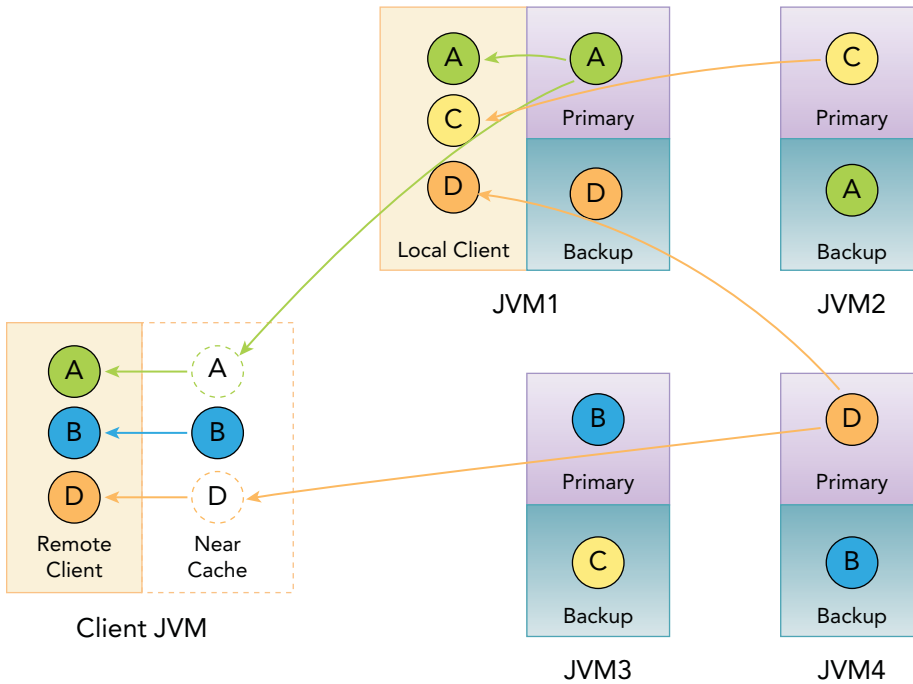 A
A
C
C
Primary
Primary
D
D
A
Local Client
Backup
Backup
JVM1
JVM2
A
A
B
B
D
D
Remote
Client
Near
Cache
Client JVM
B
D
Primary
Primary
C
B
Backup
Backup
JVM3
JVM4